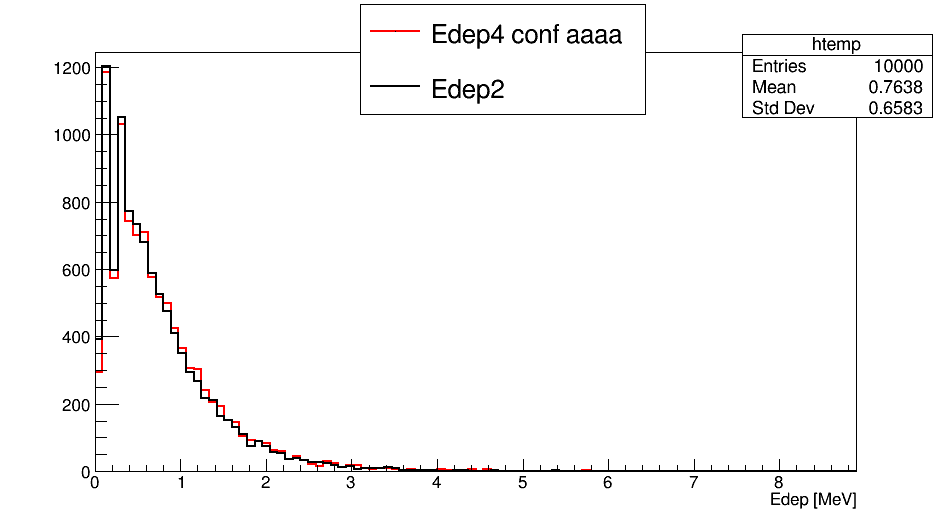 Edep4 conf aaaa
Edep2
htemp
Entries 10000
Mean 0.7638
Std Dev 0.6583
1200
1000
800
600
400
200
0
0 1 2 3 4 5 6 7 8
Edep [MeV]